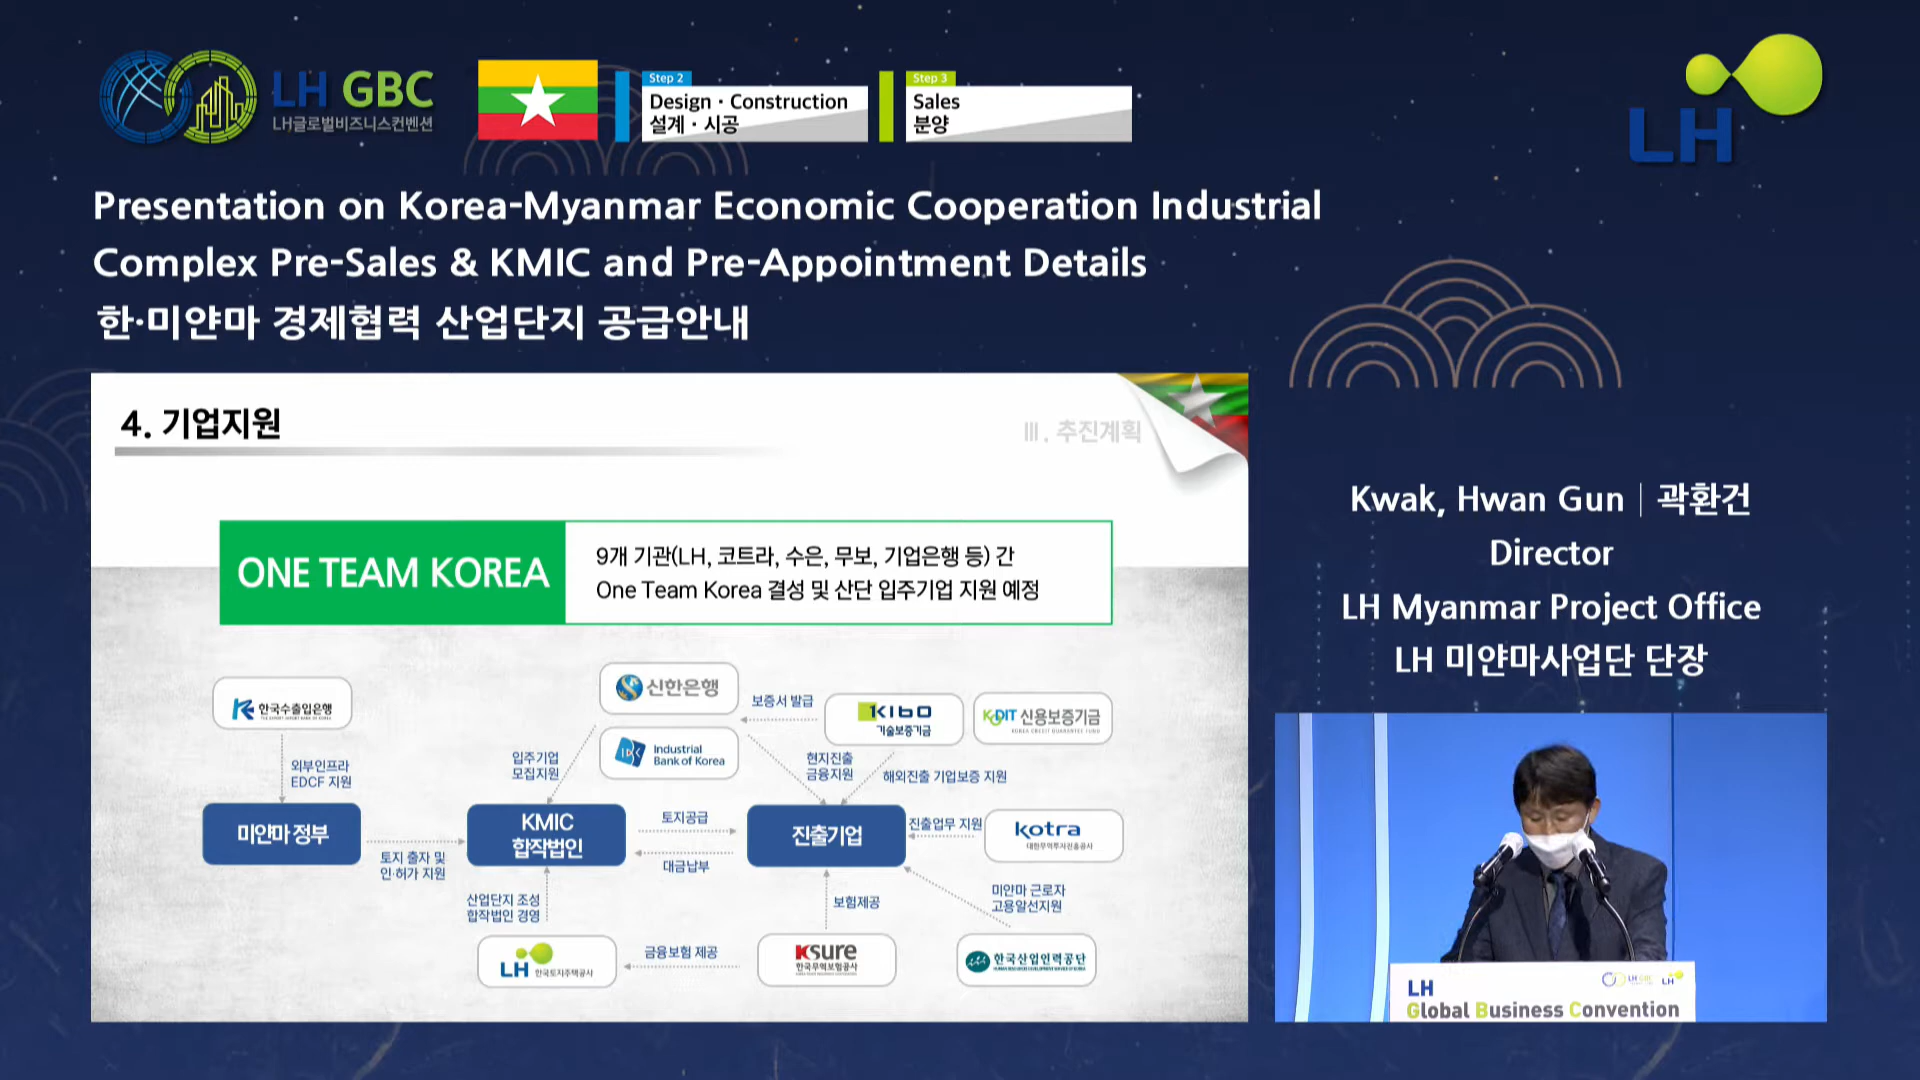 LH GBC
LH글로벌비즈니스컨벤션
Step 2
Design · Construction
설계 · 시공
Step 3
Sales
분양
LH
Presentation on Korea-Myanmar Economic Cooperation Industrial
Complex Pre-Sales & KMIC and Pre-Appointment Details
한·미얀마 경제협력 산업단지 공급안내
4. 기업지원
Ⅲ. 추진계획
ONE TEAM KOREA
9개 기관(LH, 코트라, 수은, 무보, 기업은행 등) 간
One Team Korea 결성 및 산단 입주기업 지원 예정
한국수출입은행
신한은행
보증서 발급
KIBO
기술보증기금
KODIT 신용보증기금
KOREA CREDIT GUARANTEE FUND
외부인프라
EDCF 지원
입주기업
모집지원
IBK
Industrial
Bank of Korea
현지진출
금융지원
해외진출 기업보증 지원
미얀마 정부
토지 출자 및
인·허가 지원
KMIC
합작법인
토지공급
대금납부
진출기업
진출업무 지원
kotra
대한무역투자진흥공사
산업단지 조성
합작법인 경영
보험제공
미얀마 근로자
고용알선지원
LH 한국토지주택공사
금융보험 제공
Ksure
한국무역보험공사
한국산업인력공단
Kwak, Hwan Gun | 곽환건
Director
LH Myanmar Project Office
LH 미얀마사업단 단장
LH GBC
LH
LH
Global Business Convention